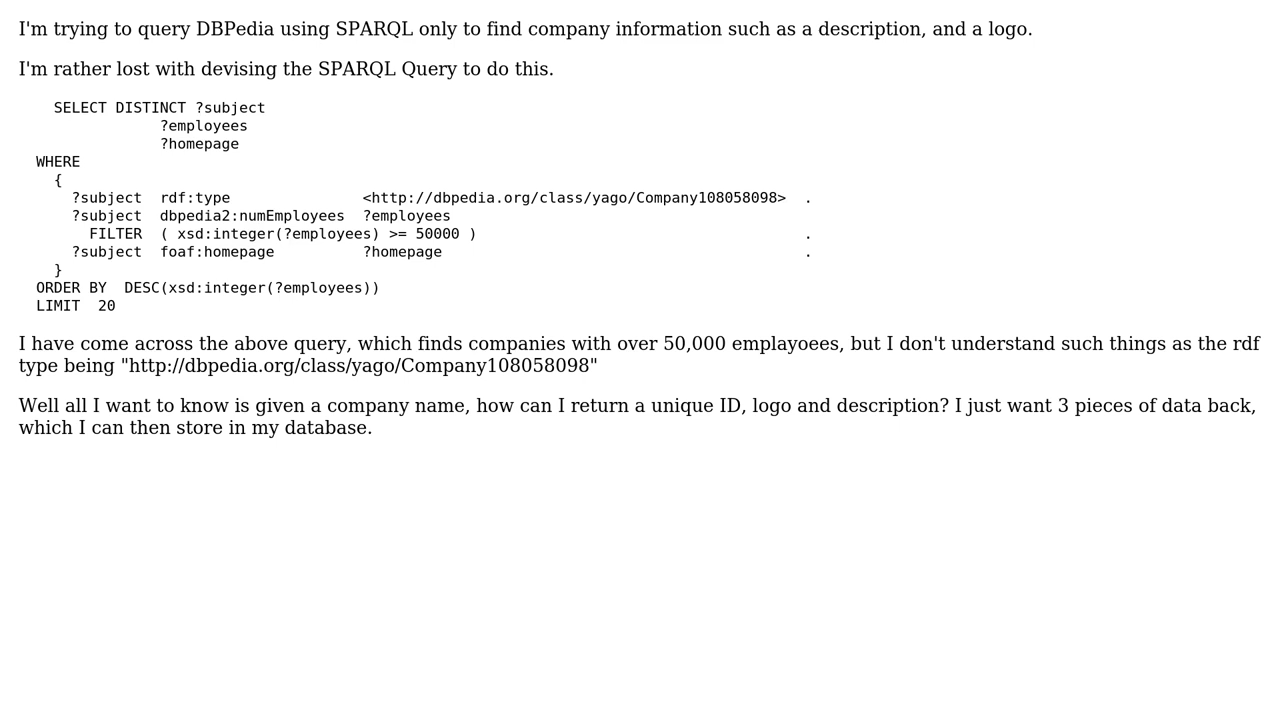 I'm trying to query DBPedia using SPARQL only to find company information such as a description, and a logo.
I'm rather lost with devising the SPARQL Query to do this.
    SELECT DISTINCT ?subject
                ?employees
                ?homepage
  WHERE
    {
      ?subject  rdf:type               <http://dbpedia.org/class/yago/Company108058098>  .
      ?subject  dbpedia2:numEmployees  ?employees
        FILTER  ( xsd:integer(?employees) >= 50000 )                                     .
      ?subject  foaf:homepage          ?homepage                                         .
    }
  ORDER BY  DESC(xsd:integer(?employees))
  LIMIT  20
I have come across the above query, which finds companies with over 50,000 emplayoees, but I don't understand such things as the rdf
type being "http://dbpedia.org/class/yago/Company108058098"
Well all I want to know is given a company name, how can I return a unique ID, logo and description? I just want 3 pieces of data back,
which I can then store in my database.